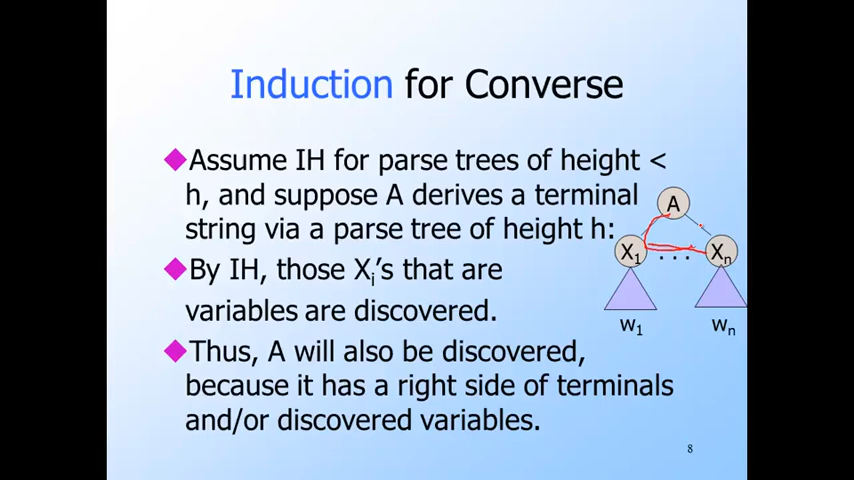 Induction for Converse
◆Assume IH for parse trees of height <
h, and suppose A derives a terminal
string via a parse tree of height h:
◆By IH, those Xi's that are
variables are discovered.
◆Thus, A will also be discovered,
because it has a right side of terminals
and/or discovered variables.
A
X1 . . . Xn
w1 wn
8